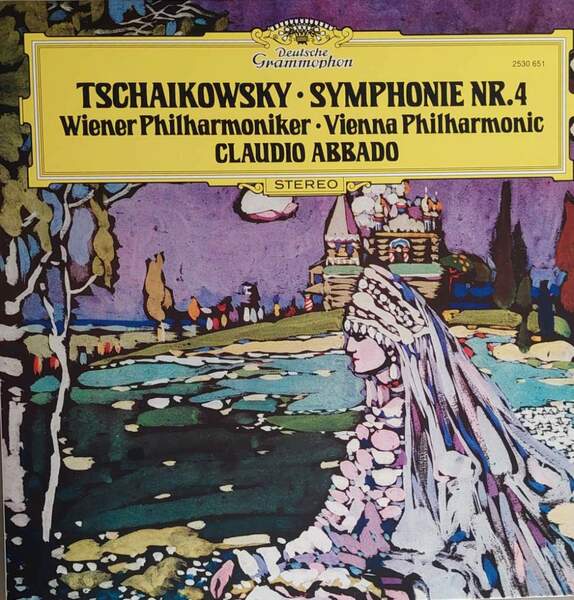 Deutsche
Grammophon
2530 651
TSCHAIKOWSKY · SYMPHONIE NR.4
Wiener Philharmoniker · Vienna Philharmonic
CLAUDIO ABBADO
STEREO